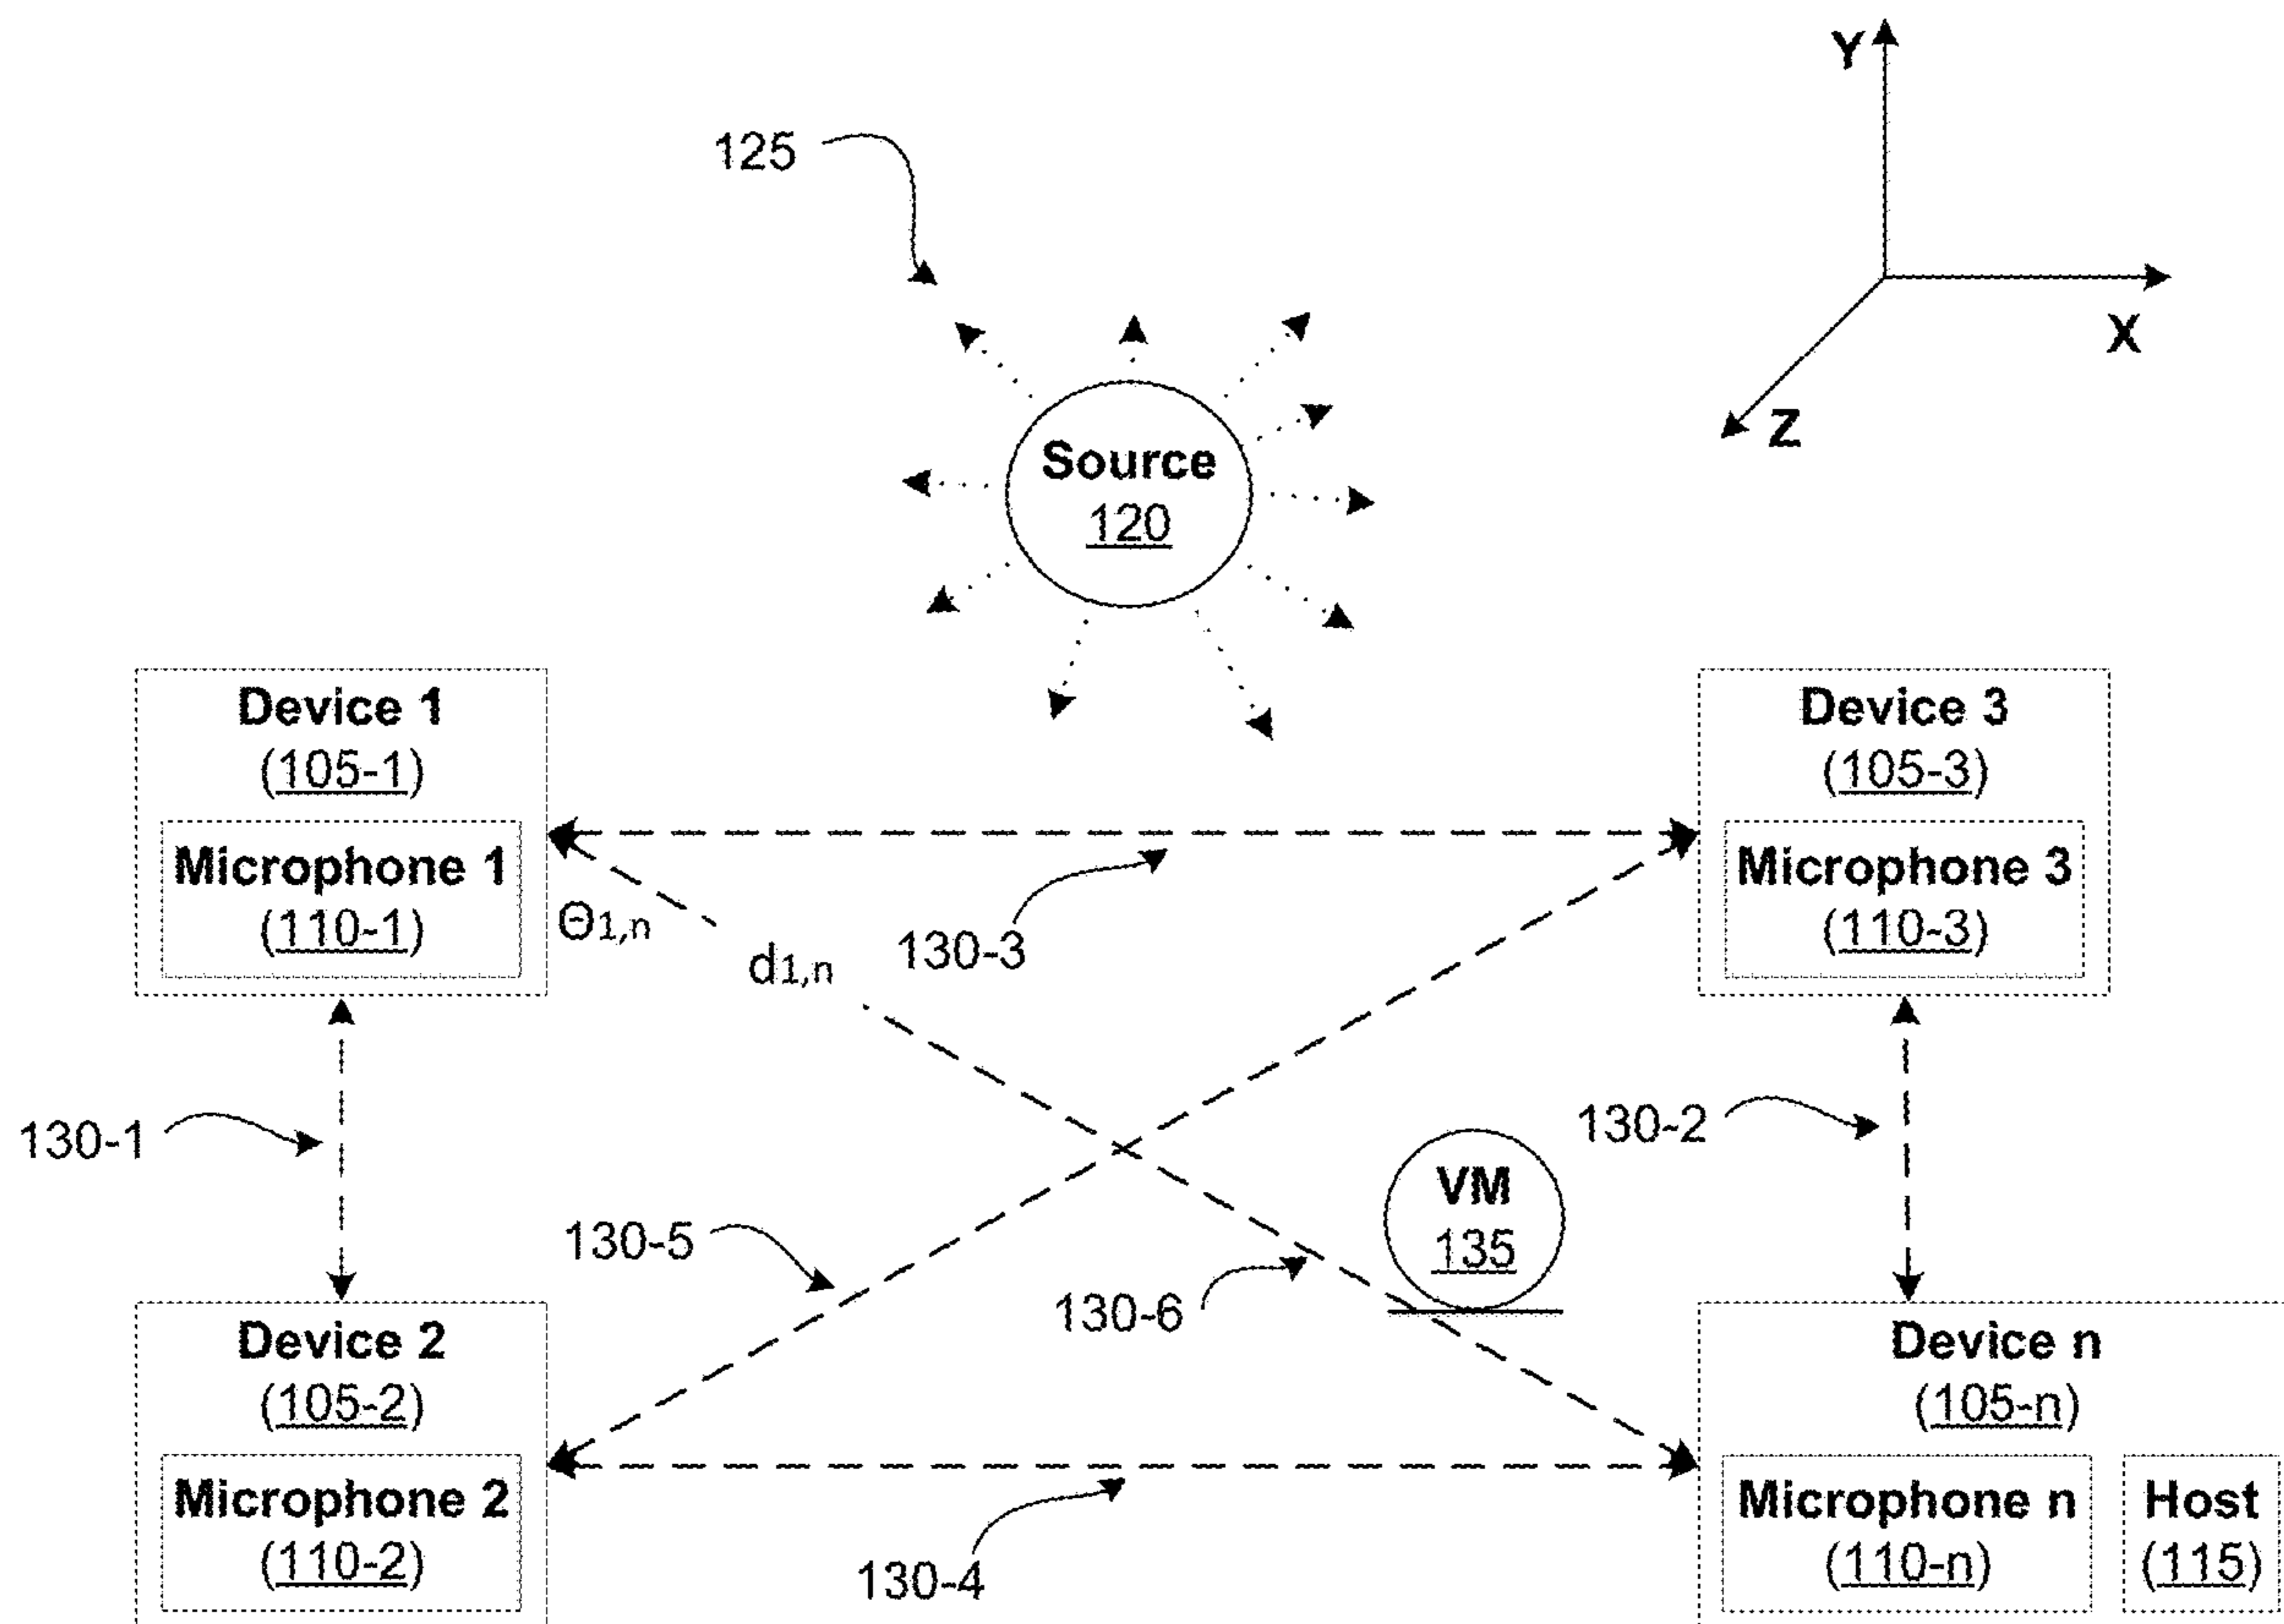 Y
125
X
Z
Source
120
Device 1
(105-1)
Microphone 1
(110-1)
Device 3
(105-3)
Microphone 3
(110-3)
Θ1,n
d1,n
130-3
130-1
130-2
VM
135
130-5
130-6
Device 2
(105-2)
Microphone 2
(110-2)
Device n
(105-n)
Microphone n
(110-n)
Host
(115)
130-4